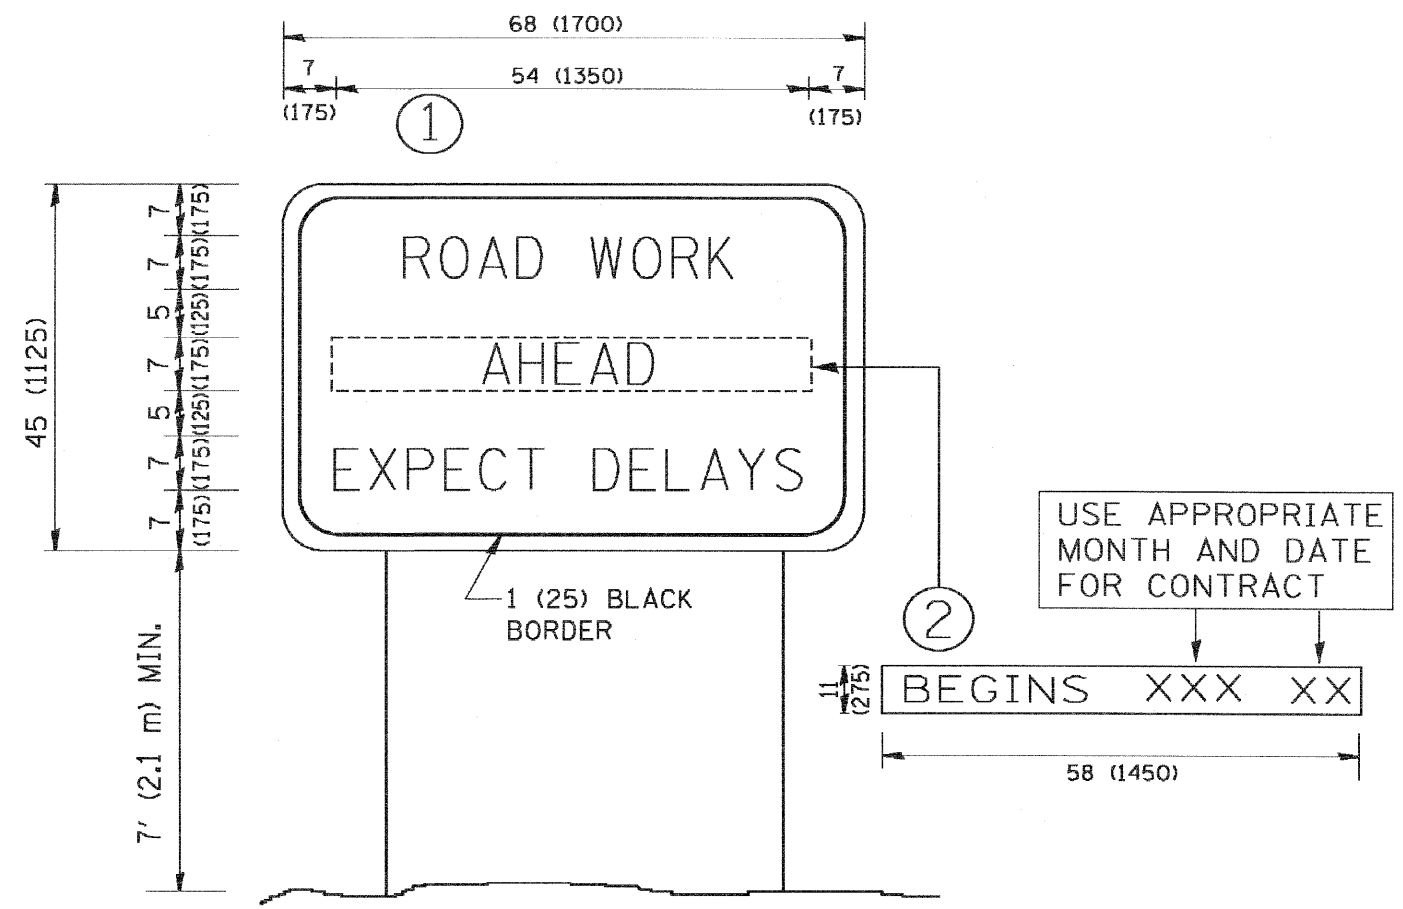 68 (1700)
7 54 (1350) 7
(175) (175)
1
7 (175)
7 (175)
5 (125)
7 (175)
5 (125)
7 (175)
7 (175)
45 (1125)
ROAD WORK
AHEAD
EXPECT DELAYS
1 (25) BLACK
BORDER
7' (2.1 m) MIN.
2
USE APPROPRIATE
MONTH AND DATE
FOR CONTRACT
11
(275)
BEGINS XXX XX
58 (1450)